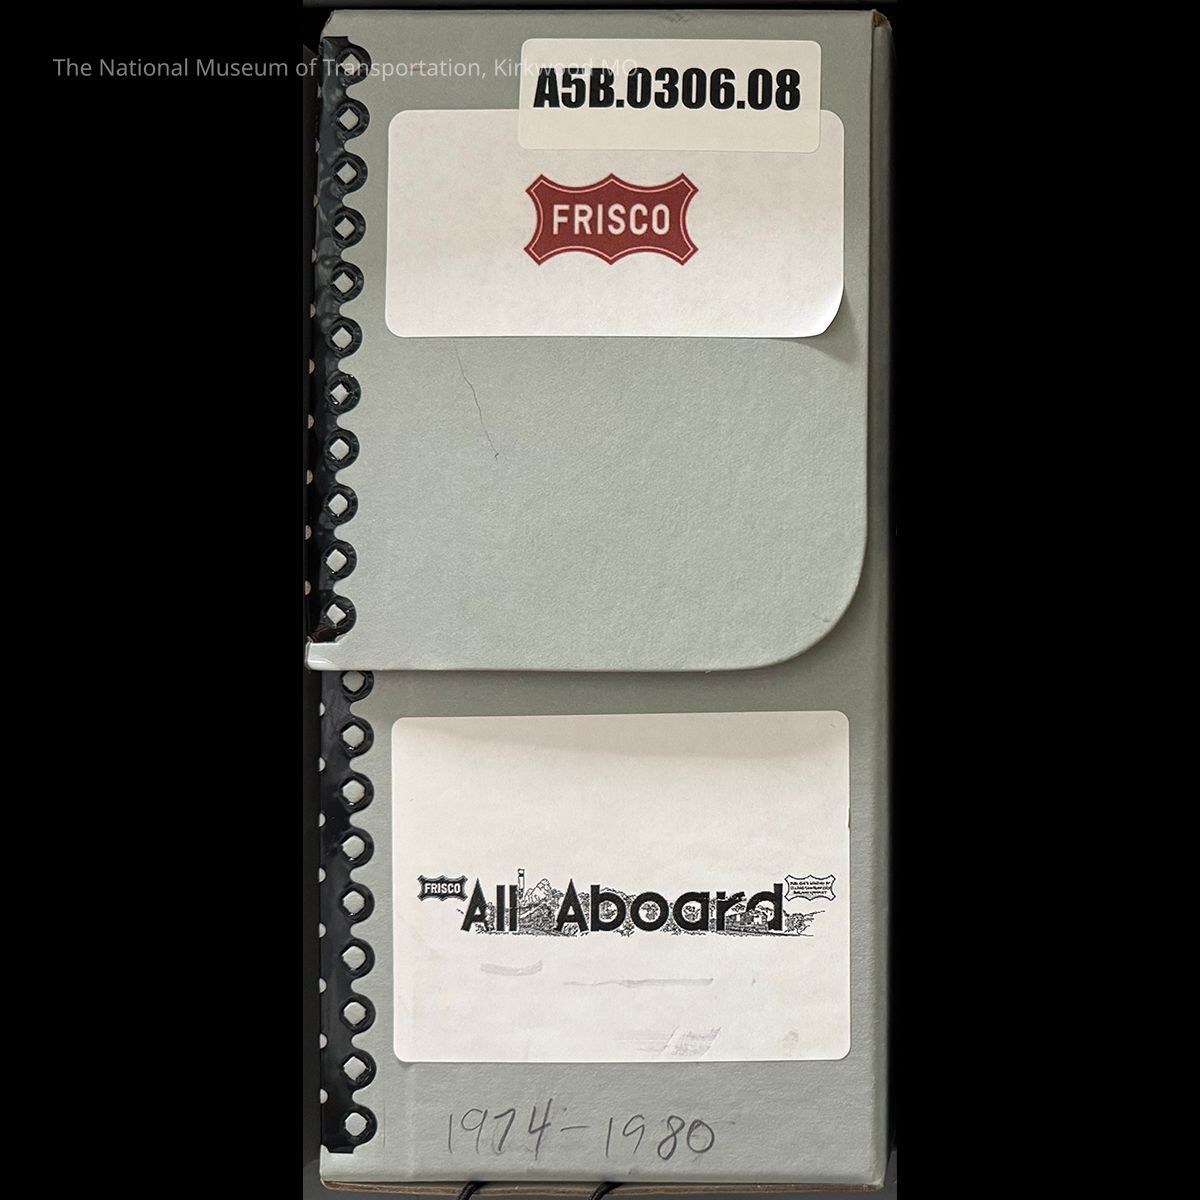 The National Museum of Transportation, Kirkwood MO
A5B.0306.08
FRISCO
FRISCO
All Aboard
1974-1980